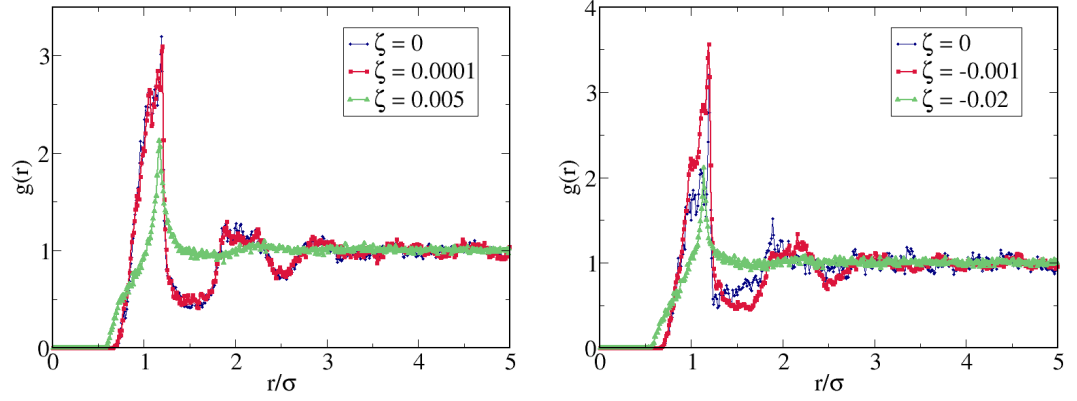 3
2
1
0
g(r)
ζ = 0
ζ = 0.0001
ζ = 0.005
0 1 2 3 4 5
r/σ
4
3
2
1
0
g(r)
ζ = 0
ζ = -0.001
ζ = -0.02
0 1 2 3 4 5
r/σ